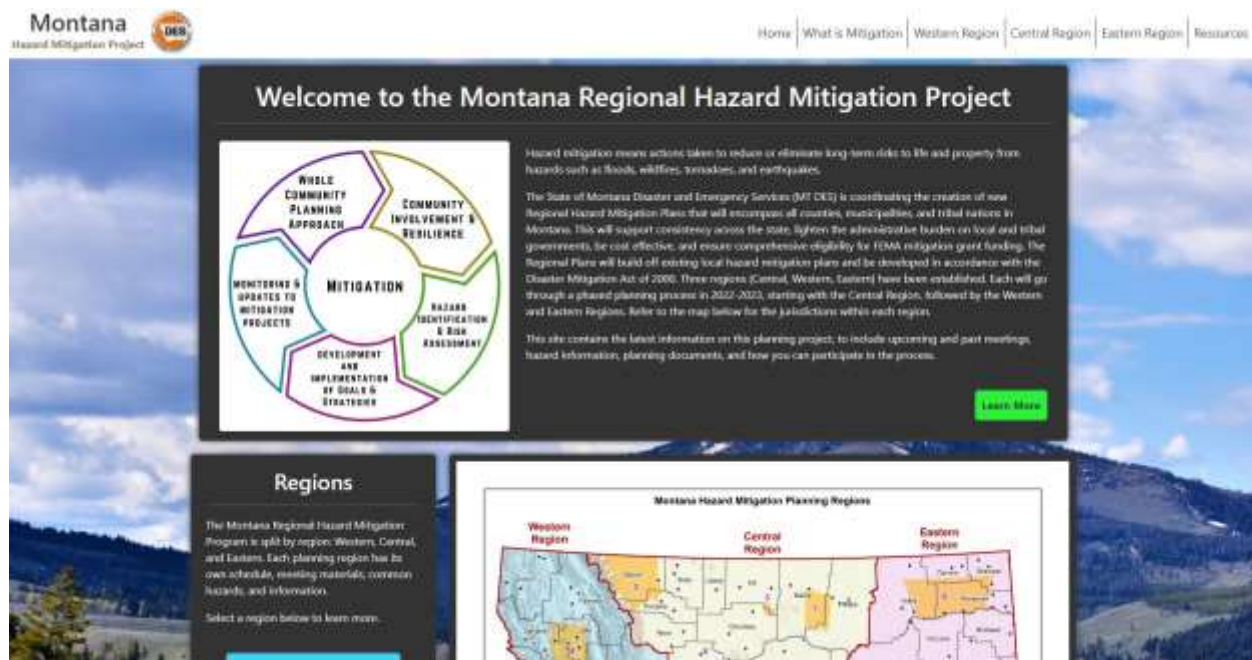 Montana
Hazard Mitigation Project
DES
Home
What is Mitigation
Western Region
Central Region
Eastern Region
Resources
Welcome to the Montana Regional Hazard Mitigation Project
WHOLE
COMMUNITY
PLANNING
APPROACH
COMMUNITY
INVOLVEMENT &
RESILIENCE
MONITORING &
UPDATES TO
MITIGATION
PROJECTS
MITIGATION
HAZARD
IDENTIFICATION
& RISK
ASSESSMENT
DEVELOPMENT
AND
IMPLEMENTATION
OF GOALS &
STRATEGIES
Hazard mitigation means actions taken to reduce or eliminate long-term risks to life and property from
hazards such as floods, wildfires, tornadoes, and earthquakes.
The State of Montana Disaster and Emergency Services (MT DES) is coordinating the creation of new
Regional Hazard Mitigation Plans that will encompass all counties, municipalities, and tribal nations in
Montana. This will support consistency across the state, lighten the administrative burden on local and tribal
governments, be cost effective, and ensure comprehensive eligibility for FEMA mitigation grant funding. The
Regional Plans will build off existing local hazard mitigation plans and be developed in accordance with the
Disaster Mitigation Act of 2000. Three regions (Central, Western, Eastern) have been established. Each will go
through a phased planning process in 2022-2023, starting with the Central Region, followed by the Western
and Eastern Regions. Refer to the map below for the jurisdictions within each region.
This site contains the latest information on this planning project, to include upcoming and past meetings,
hazard information, planning documents, and how you can participate in the process.
Learn More
Regions
The Montana Regional Hazard Mitigation
Program is split by region: Western, Central,
and Eastern. Each planning region has its
own schedule, meeting materials, common
hazards, and information.
Select a region below to learn more.
Montana Hazard Mitigation Planning Regions
Western
Region
Central
Region
Eastern
Region